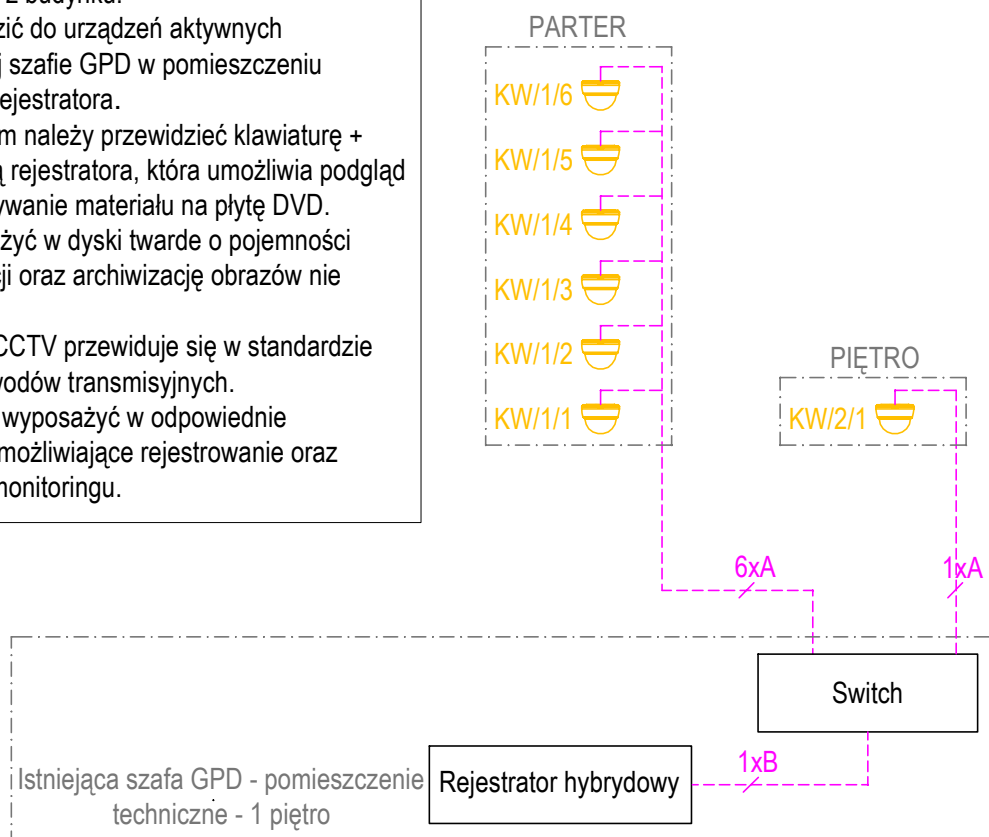 z budynku.
zić do urządzeń aktywnych
j szafie GPD w pomieszczeniu
ejestratora.
m należy przewidzieć klawiaturę +
ą rejestratora, która umożliwia podgląd
ywanie materiału na płytę DVD.
żyć w dyski twarde o pojemności
ji oraz archiwizację obrazów nie
CCTV przewiduje się w standardzie
wodów transmisyjnych.
wyposażyć w odpowiednie
możliwiające rejestrowanie oraz
monitoringu.
PARTER
KW/1/6
KW/1/5
KW/1/4
KW/1/3
KW/1/2
KW/1/1
PIĘTRO
KW/2/1
6xA
1xA
Switch
1xB
Rejestrator hybrydowy
Istniejąca szafa GPD - pomieszczenie
techniczne - 1 piętro